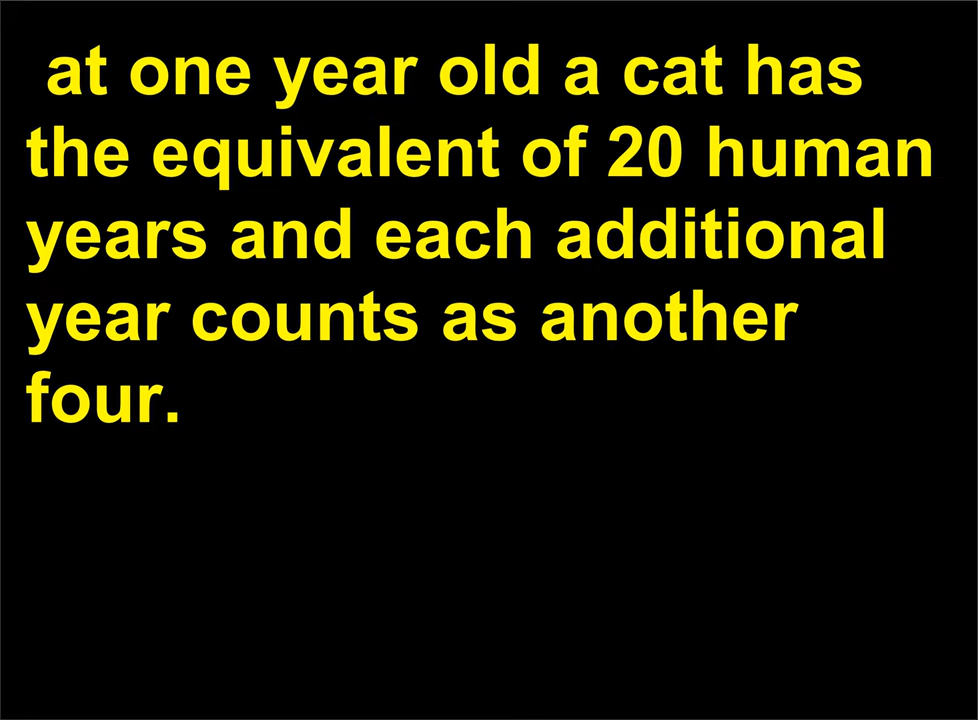 at one year old a cat has
the equivalent of 20 human
years and each additional
year counts as another
four.